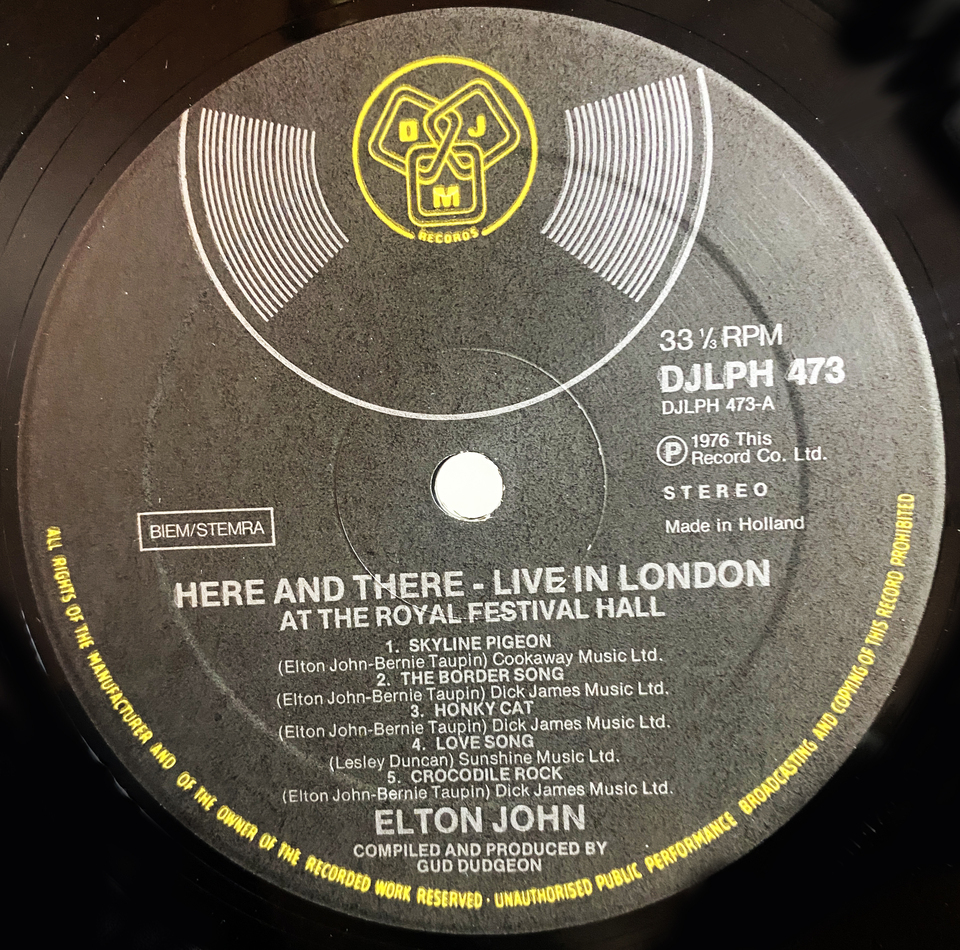 D J
M
RECORDS
33 ⅓ RPM
DJLPH 473
DJLPH 473-A
Ⓟ 1976 This
Record Co. Ltd.
STEREO
Made in Holland
BIEM/STEMRA
HERE AND THERE - LIVE IN LONDON
AT THE ROYAL FESTIVAL HALL
1. SKYLINE PIGEON
(Elton John-Bernie Taupin) Cookaway Music Ltd.
2. THE BORDER SONG
(Elton John-Bernie Taupin) Dick James Music Ltd.
3. HONKY CAT
(Elton John-Bernie Taupin) Dick James Music Ltd.
4. LOVE SONG
(Lesley Duncan) Sunshine Music Ltd.
5. CROCODILE ROCK
(Elton John-Bernie Taupin) Dick James Music Ltd.
ELTON JOHN
COMPILED AND PRODUCED BY
GUD DUDGEON
ALL RIGHTS OF THE MANUFACTURER AND OF THE OWNER OF THE RECORDED WORK RESERVED · UNAUTHORISED PUBLIC PERFORMANCE BROADCASTING AND COPYING OF THIS RECORD PROHIBITED